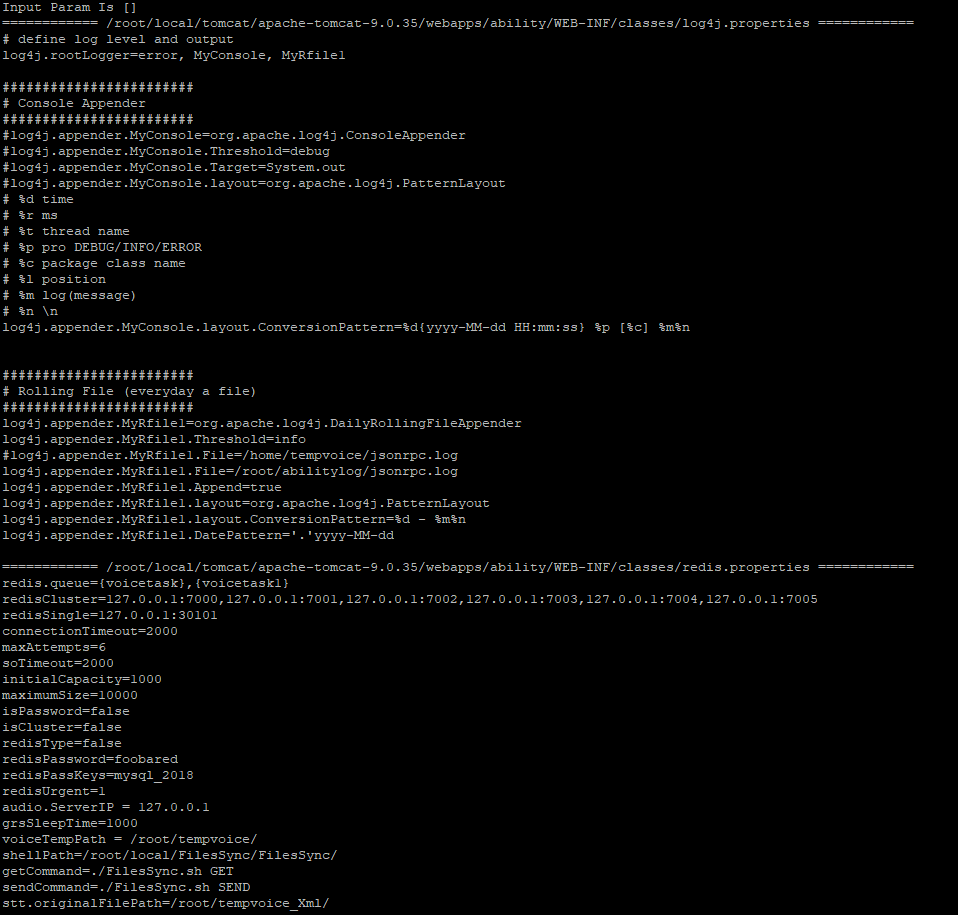 Input Param Is []
============ /root/local/tomcat/apache-tomcat-9.0.35/webapps/ability/WEB-INF/classes/log4j.properties ============
# define log level and output
log4j.rootLogger=error, MyConsole, MyRfile1
########################
# Console Appender
########################
#log4j.appender.MyConsole=org.apache.log4j.ConsoleAppender
#log4j.appender.MyConsole.Threshold=debug
#log4j.appender.MyConsole.Target=System.out
#log4j.appender.MyConsole.layout=org.apache.log4j.PatternLayout
# %d time
# %r ms
# %t thread name
# %p pro DEBUG/INFO/ERROR
# %c package class name
# %l position
# %m log(message)
# %n \n
log4j.appender.MyConsole.layout.ConversionPattern=%d{yyyy-MM-dd HH:mm:ss} %p [%c] %m%n
########################
# Rolling File (everyday a file)
########################
log4j.appender.MyRfile1=org.apache.log4j.DailyRollingFileAppender
log4j.appender.MyRfile1.Threshold=info
#log4j.appender.MyRfile1.File=/home/tempvoice/jsonrpc.log
log4j.appender.MyRfile1.File=/root/abilitylog/jsonrpc.log
log4j.appender.MyRfile1.Append=true
log4j.appender.MyRfile1.layout=org.apache.log4j.PatternLayout
log4j.appender.MyRfile1.layout.ConversionPattern=%d - %m%n
log4j.appender.MyRfile1.DatePattern='.'yyyy-MM-dd
============ /root/local/tomcat/apache-tomcat-9.0.35/webapps/ability/WEB-INF/classes/redis.properties ============
redis.queue={voicetask},{voicetask1}
redisCluster=127.0.0.1:7000,127.0.0.1:7001,127.0.0.1:7002,127.0.0.1:7003,127.0.0.1:7004,127.0.0.1:7005
redisSingle=127.0.0.1:30101
connectionTimeout=2000
maxAttempts=6
soTimeout=2000
initialCapacity=1000
maximumSize=10000
isPassword=false
isCluster=false
redisType=false
redisPassword=foobared
redisPassKeys=mysql_2018
redisUrgent=1
audio.ServerIP = 127.0.0.1
grsSleepTime=1000
voiceTempPath = /root/tempvoice/
shellPath=/root/local/FilesSync/FilesSync/
getCommand=./FilesSync.sh GET
sendCommand=./FilesSync.sh SEND
stt.originalFilePath=/root/tempvoice_Xml/